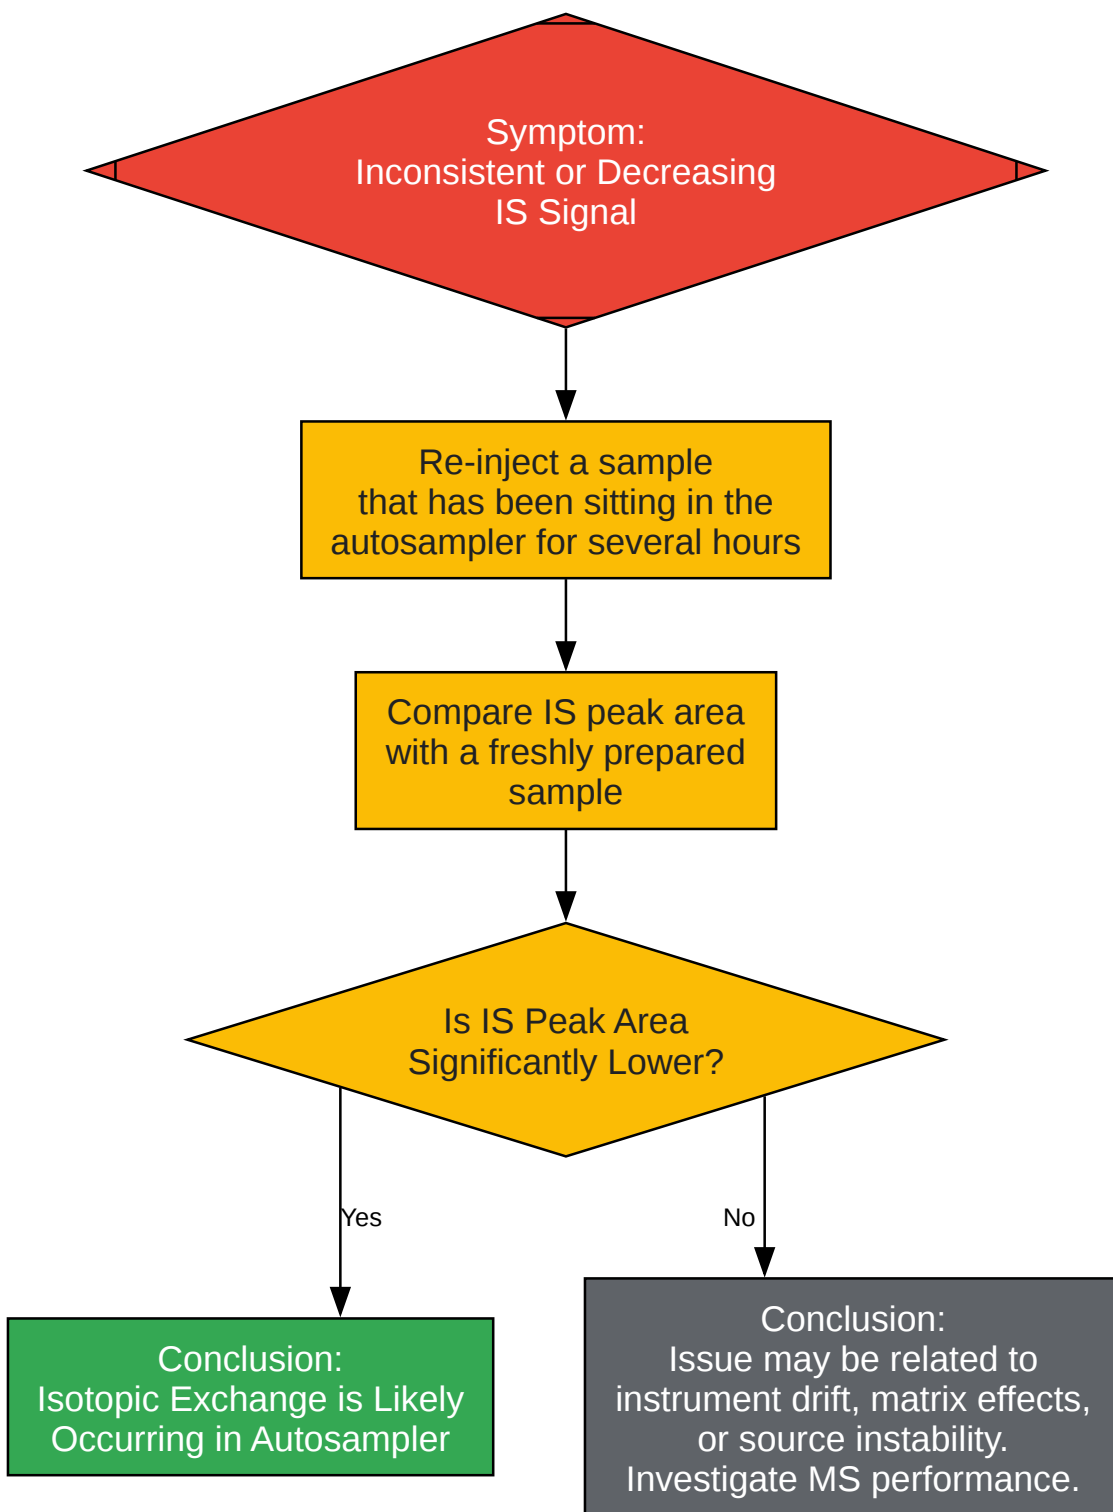 Symptom:
Inconsistent or Decreasing
IS Signal
Re-inject a sample
that has been sitting in the
autosampler for several hours
Compare IS peak area
with a freshly prepared
sample
Is IS Peak Area
Significantly Lower?
Yes
No
Conclusion:
Isotopic Exchange is Likely
Occurring in Autosampler
Conclusion:
Issue may be related to
instrument drift, matrix effects,
or source instability.
Investigate MS performance.